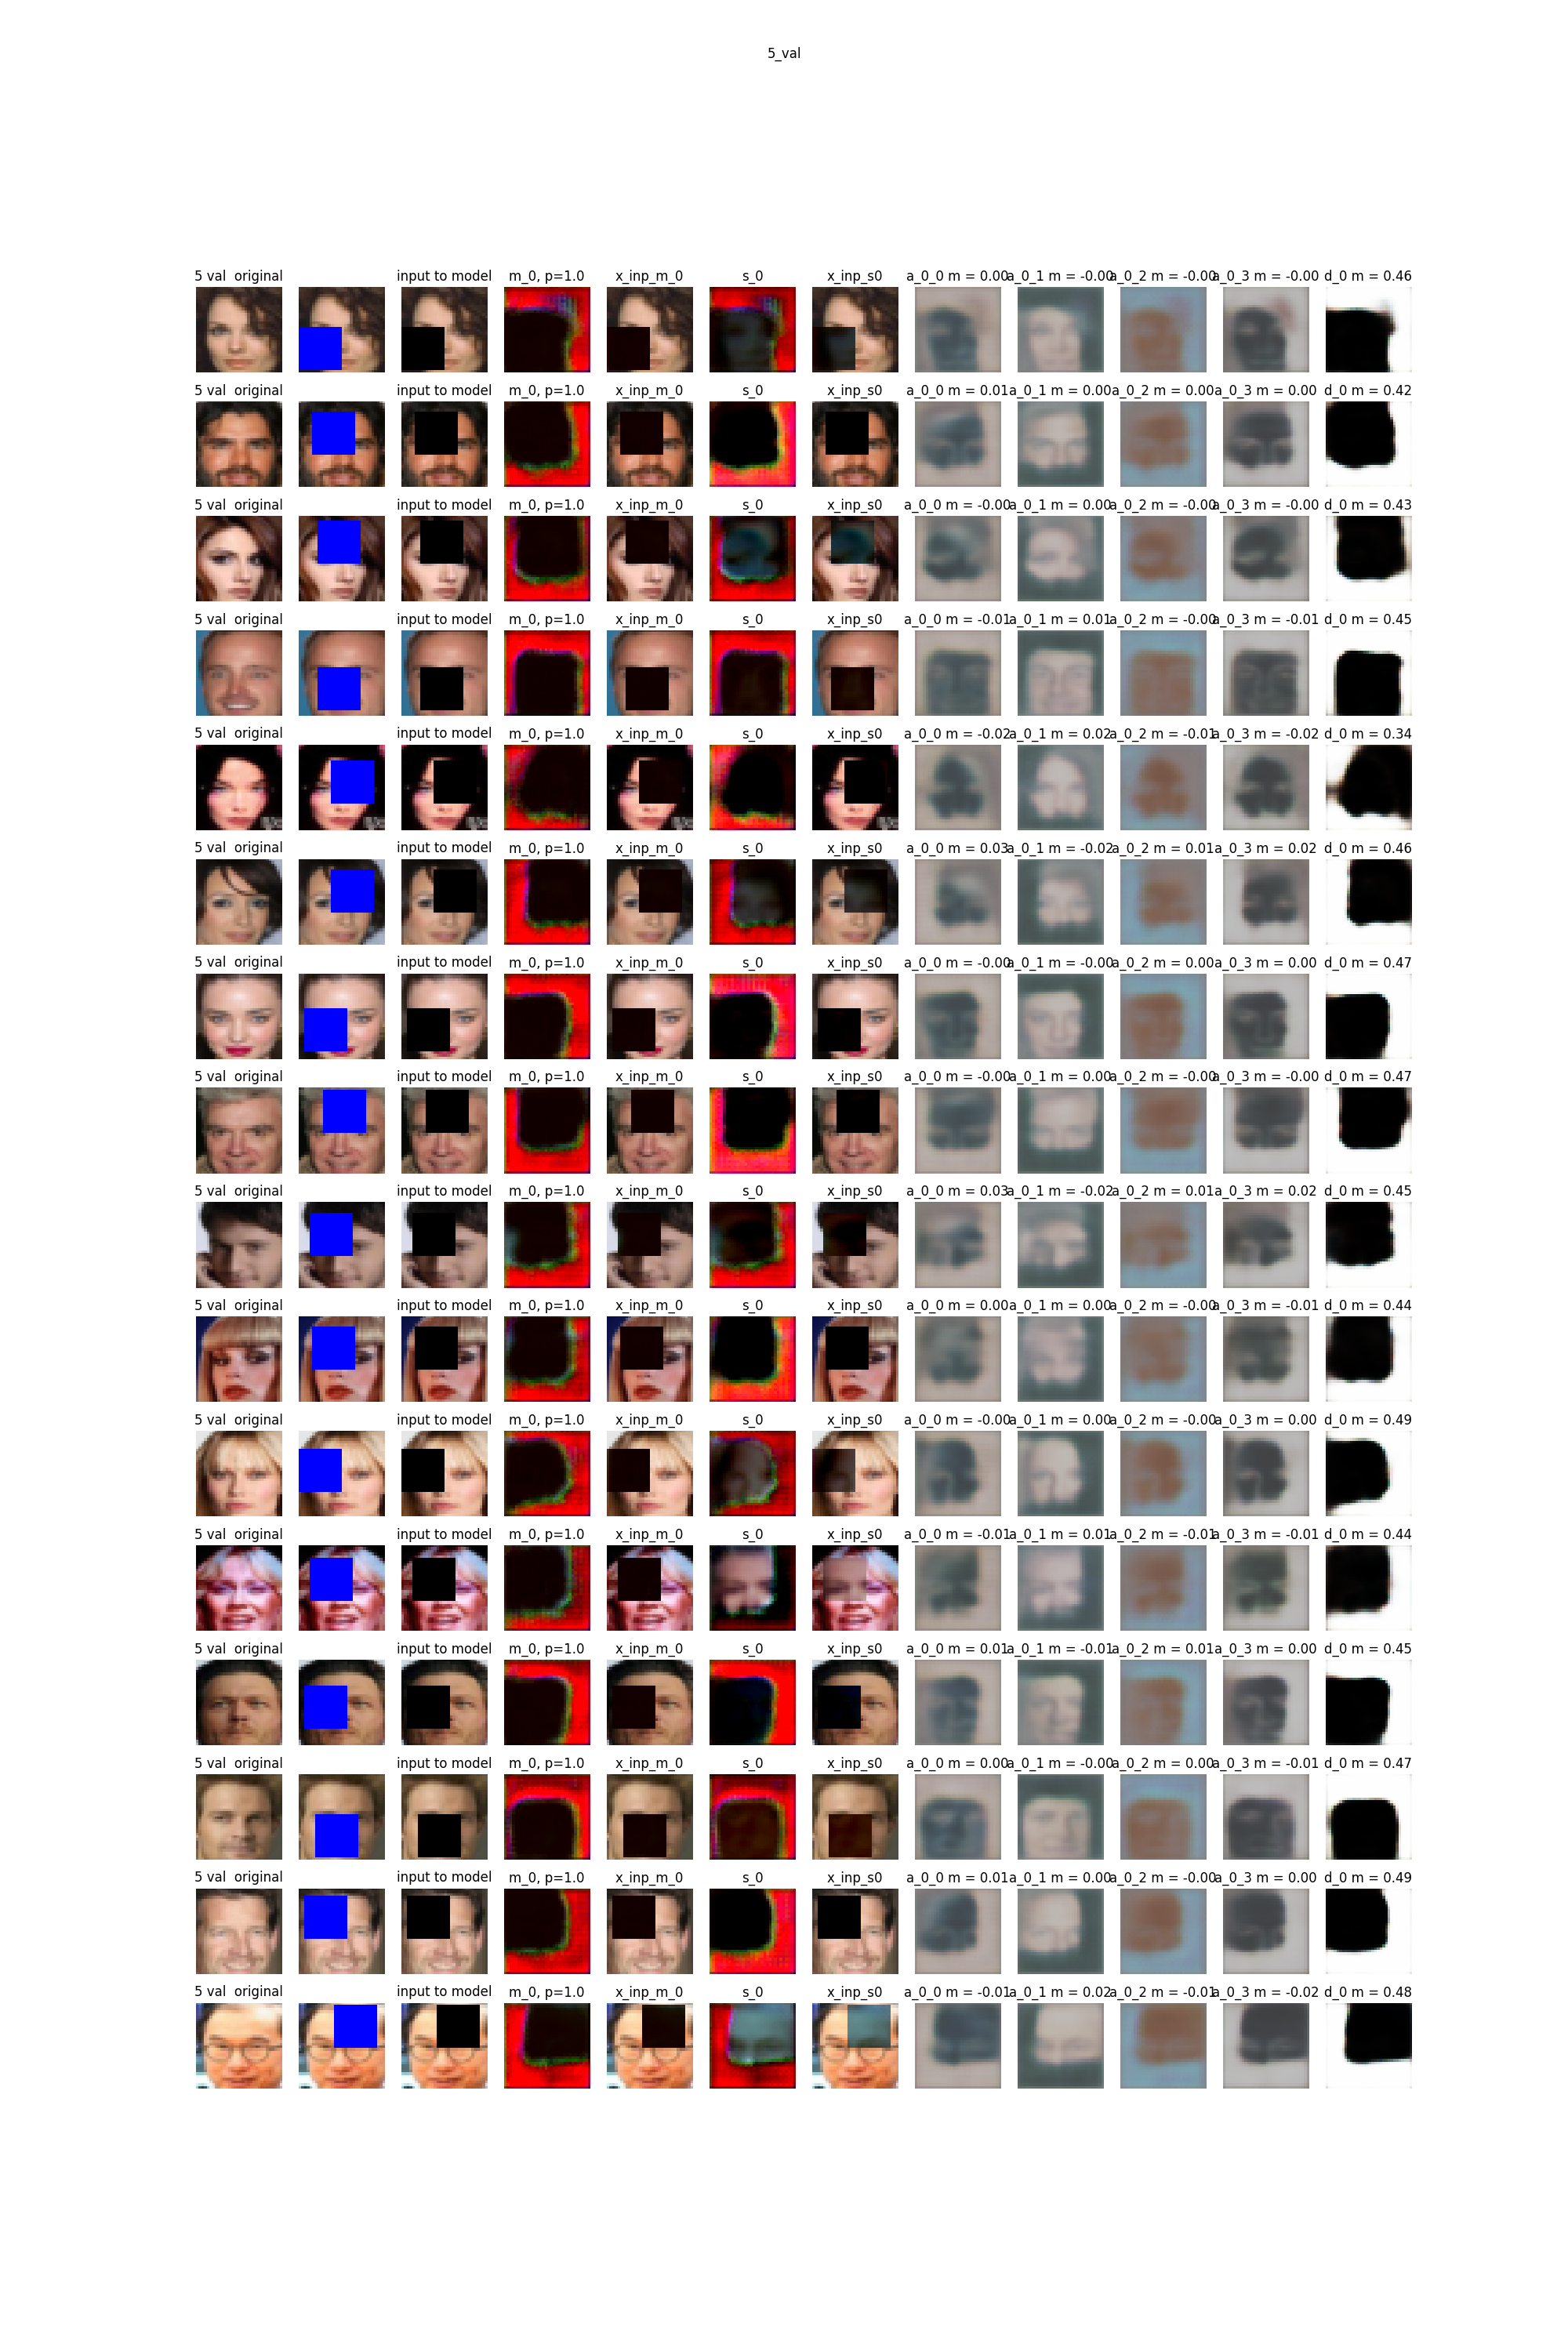 5_val
5 val original input to model m_0, p=1.0 x_inp_m_0 s_0 x_inp_s0 a_0_0 m = 0.00 a_0_1 m = -0.00 a_0_2 m = -0.00 a_0_3 m = -0.00 d_0 m = 0.46
5 val original input to model m_0, p=1.0 x_inp_m_0 s_0 x_inp_s0 a_0_0 m = 0.01 a_0_1 m = 0.00 a_0_2 m = 0.00 a_0_3 m = 0.00 d_0 m = 0.42
5 val original input to model m_0, p=1.0 x_inp_m_0 s_0 x_inp_s0 a_0_0 m = -0.00 a_0_1 m = 0.00 a_0_2 m = -0.00 a_0_3 m = -0.00 d_0 m = 0.43
5 val original input to model m_0, p=1.0 x_inp_m_0 s_0 x_inp_s0 a_0_0 m = -0.01 a_0_1 m = 0.01 a_0_2 m = -0.00 a_0_3 m = -0.01 d_0 m = 0.45
5 val original input to model m_0, p=1.0 x_inp_m_0 s_0 x_inp_s0 a_0_0 m = -0.02 a_0_1 m = 0.02 a_0_2 m = -0.01 a_0_3 m = -0.02 d_0 m = 0.34
5 val original input to model m_0, p=1.0 x_inp_m_0 s_0 x_inp_s0 a_0_0 m = 0.03 a_0_1 m = -0.02 a_0_2 m = 0.01 a_0_3 m = 0.02 d_0 m = 0.46
5 val original input to model m_0, p=1.0 x_inp_m_0 s_0 x_inp_s0 a_0_0 m = -0.00 a_0_1 m = -0.00 a_0_2 m = 0.00 a_0_3 m = 0.00 d_0 m = 0.47
5 val original input to model m_0, p=1.0 x_inp_m_0 s_0 x_inp_s0 a_0_0 m = -0.00 a_0_1 m = 0.00 a_0_2 m = -0.00 a_0_3 m = -0.00 d_0 m = 0.47
5 val original input to model m_0, p=1.0 x_inp_m_0 s_0 x_inp_s0 a_0_0 m = 0.03 a_0_1 m = -0.02 a_0_2 m = 0.01 a_0_3 m = 0.02 d_0 m = 0.45
5 val original input to model m_0, p=1.0 x_inp_m_0 s_0 x_inp_s0 a_0_0 m = 0.00 a_0_1 m = 0.00 a_0_2 m = -0.00 a_0_3 m = -0.01 d_0 m = 0.44
5 val original input to model m_0, p=1.0 x_inp_m_0 s_0 x_inp_s0 a_0_0 m = -0.00 a_0_1 m = 0.00 a_0_2 m = -0.00 a_0_3 m = 0.00 d_0 m = 0.49
5 val original input to model m_0, p=1.0 x_inp_m_0 s_0 x_inp_s0 a_0_0 m = -0.01 a_0_1 m = 0.01 a_0_2 m = -0.01 a_0_3 m = -0.01 d_0 m = 0.44
5 val original input to model m_0, p=1.0 x_inp_m_0 s_0 x_inp_s0 a_0_0 m = 0.01 a_0_1 m = -0.01 a_0_2 m = 0.01 a_0_3 m = 0.00 d_0 m = 0.45
5 val original input to model m_0, p=1.0 x_inp_m_0 s_0 x_inp_s0 a_0_0 m = 0.00 a_0_1 m = -0.00 a_0_2 m = 0.00 a_0_3 m = -0.01 d_0 m = 0.47
5 val original input to model m_0, p=1.0 x_inp_m_0 s_0 x_inp_s0 a_0_0 m = 0.01 a_0_1 m = 0.00 a_0_2 m = -0.00 a_0_3 m = 0.00 d_0 m = 0.49
5 val original input to model m_0, p=1.0 x_inp_m_0 s_0 x_inp_s0 a_0_0 m = -0.01 a_0_1 m = 0.02 a_0_2 m = -0.01 a_0_3 m = -0.02 d_0 m = 0.48